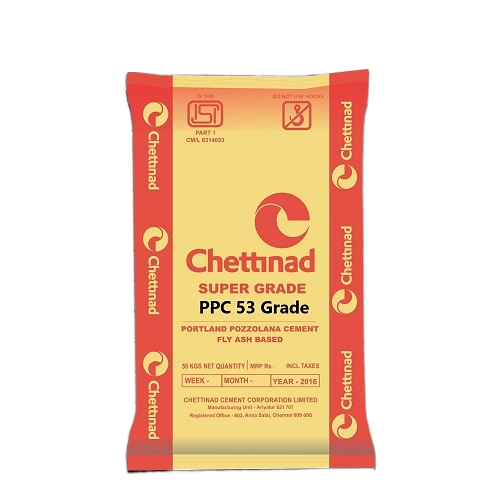 IS 1489
DO NOT USE HOOKS
PART 1
CM/L 6314653
Chettinad
Chettinad
Chettinad
SUPER GRADE
PPC 53 Grade
PORTLAND POZZOLANA CEMENT
FLY ASH BASED
50 KGS NET QUANTITY MRP Rs. INCL TAXES
WEEK - MONTH - YEAR - 2016
CHETTINAD CEMENT CORPORATION LIMITED
Manufacturing Unit - Ariyalur 621 707
Registered Office - 603, Anna Salai, Chennai 600 006
Chettinad
Chettinad
Chettinad
Chettinad